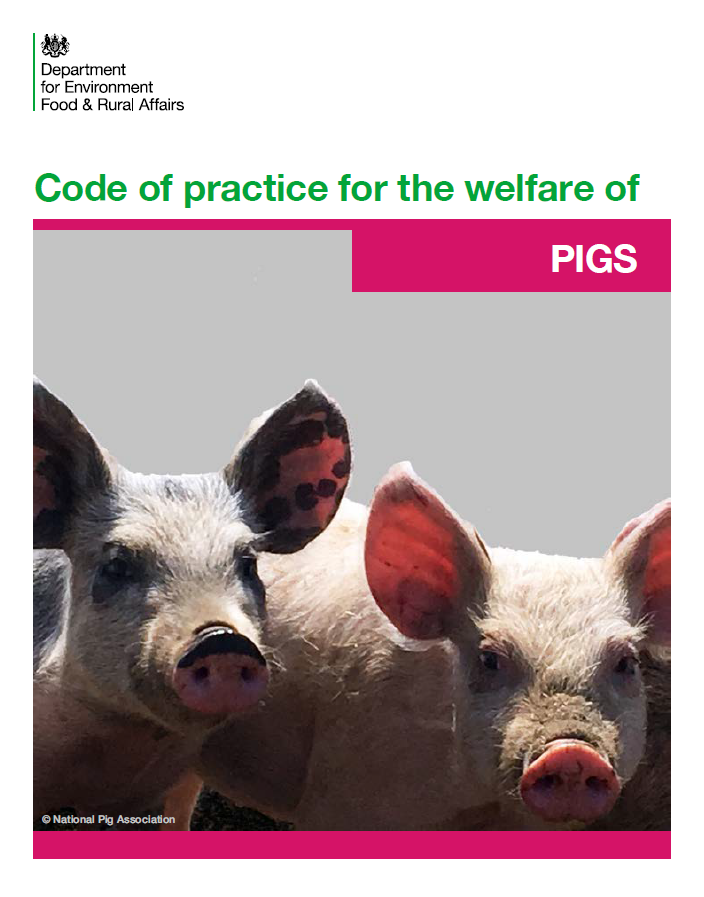 Department
for Environment
Food & Rural Affairs
Code of practice for the welfare of
PIGS
© National Pig Association